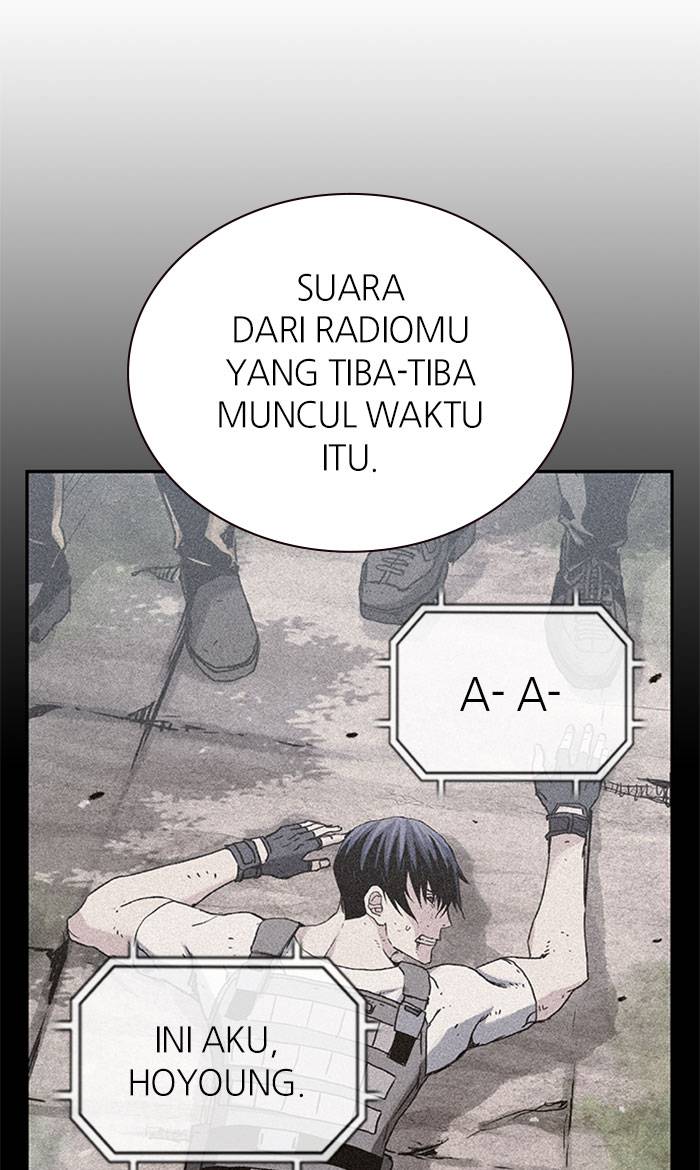 SUARA
DARI RADIOMU
YANG TIBA-TIBA
MUNCUL WAKTU
ITU.
A- A-
INI AKU,
HOYOUNG.